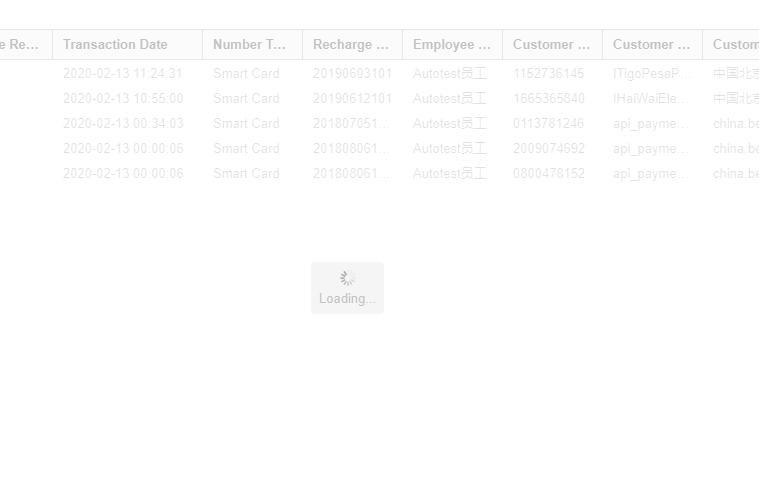 e Re... Transaction Date Number T... Recharge ... Employee ... Customer ... Customer ... Custom
2020-02-13 11:24:31 Smart Card 20190603101 Autotest员工 1152736145 ITigoPesaP... 中国北京
2020-02-13 10:55:00 Smart Card 20190612101 Autotest员工 1665365840 IHaiWaiEle... 中国北京
2020-02-13 00:34:03 Smart Card 201807051... Autotest员工 0113781246 api_payme... china.be
2020-02-13 00:00:06 Smart Card 201808061... Autotest员工 2009074692 api_payme... china.be
2020-02-13 00:00:06 Smart Card 201808061... Autotest员工 0800478152 api_payme... china.be
Loading...